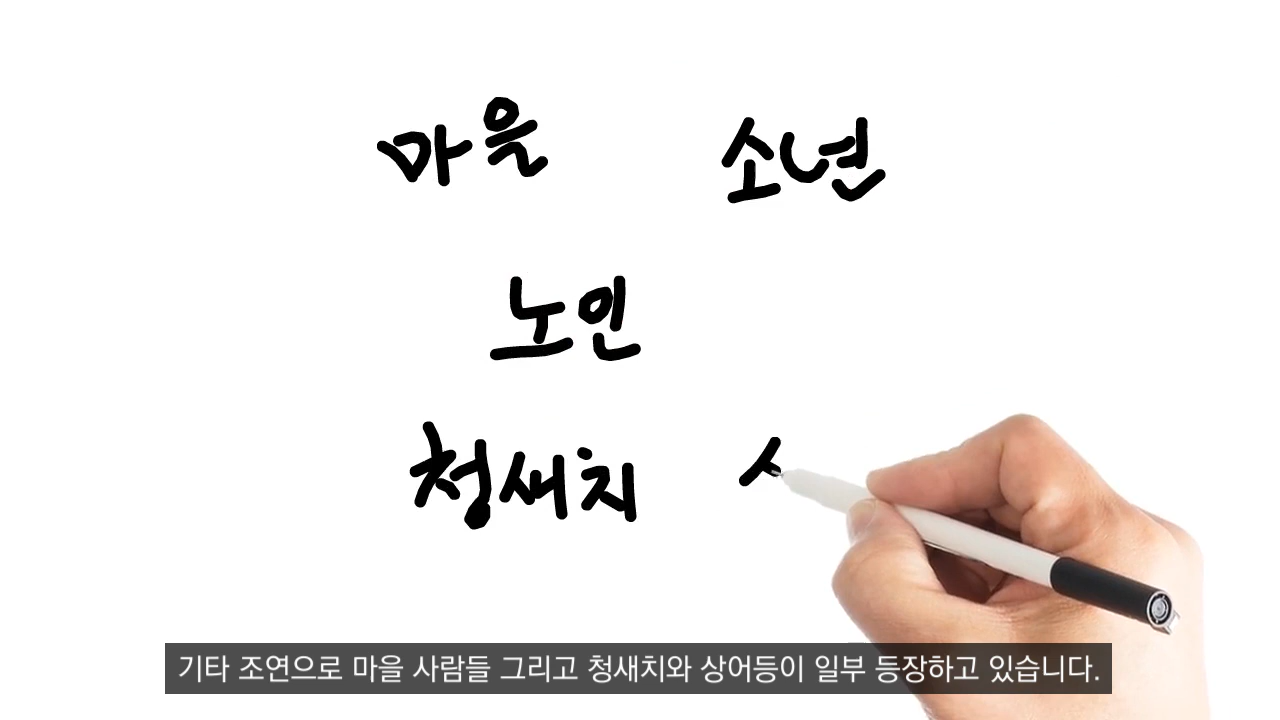 마을 소년
노인
청새치 ㅅ
기타 조연으로 마을 사람들 그리고 청새치와 상어등이 일부 등장하고 있습니다.